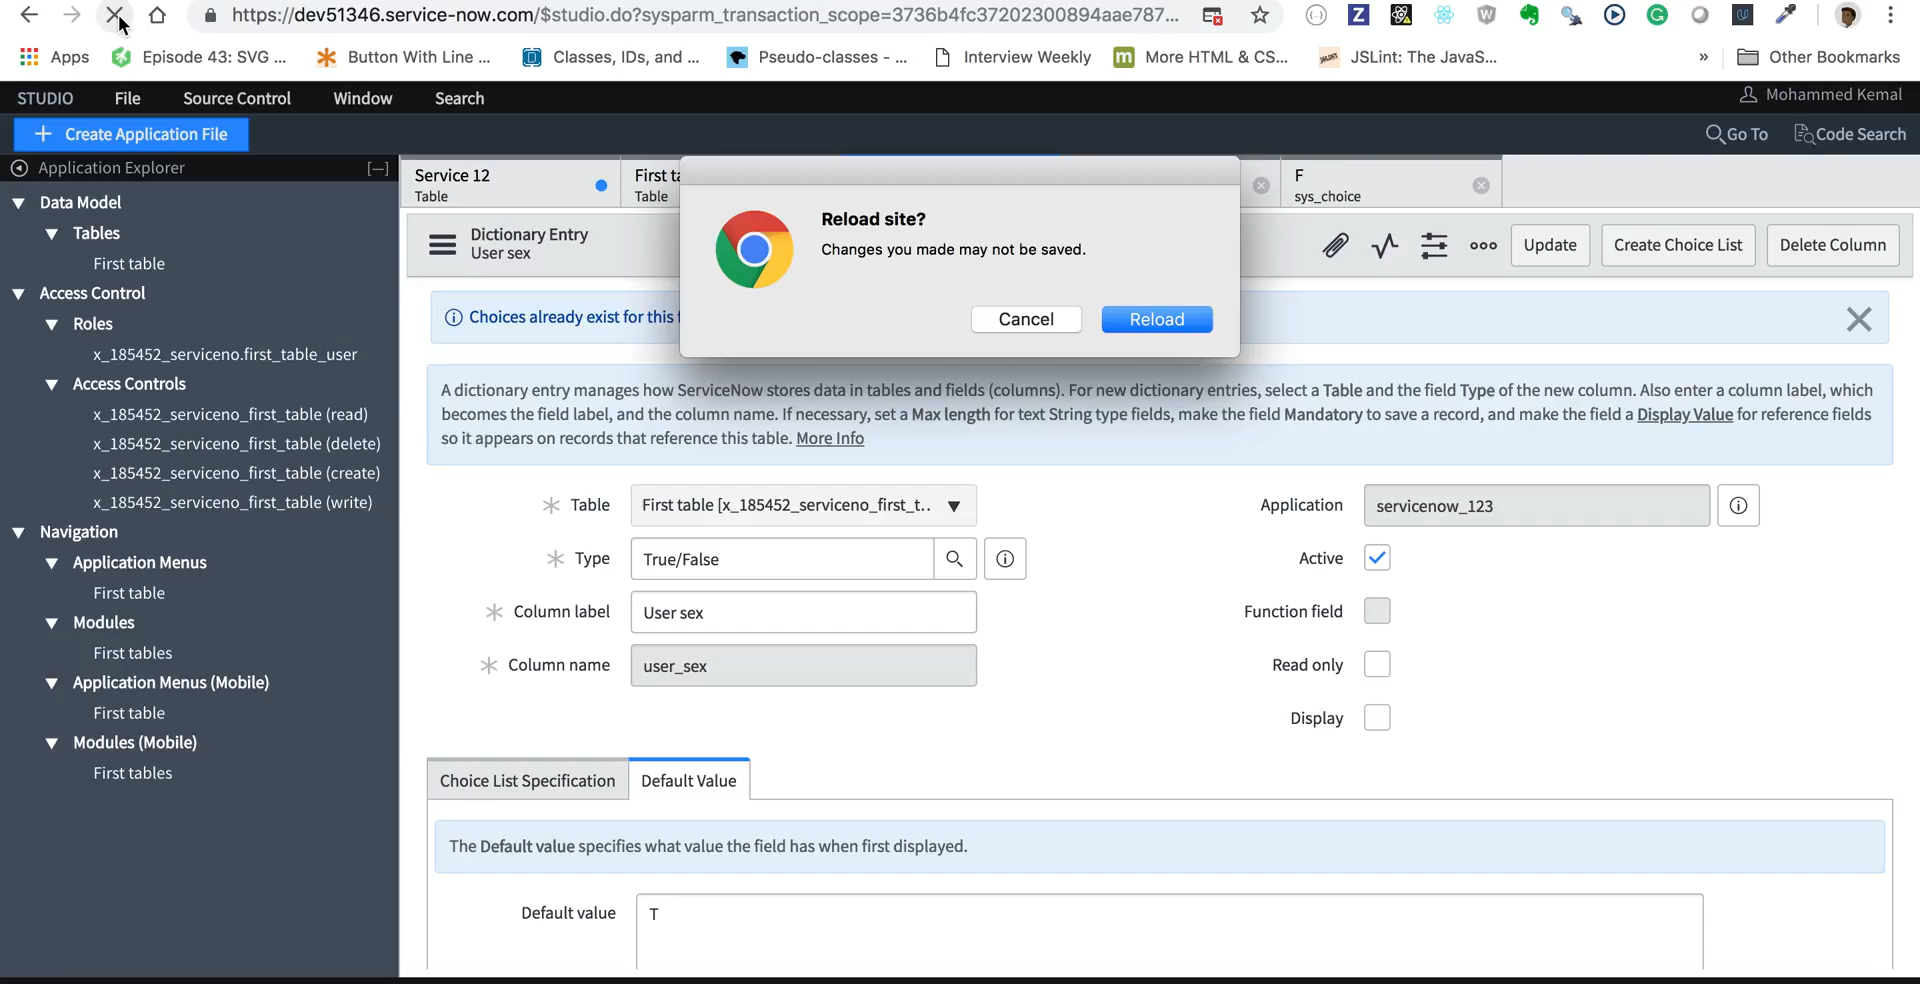 https://dev51346.service-now.com/$studio.do?sysparm_transaction_scope=3736b4fc37202300894aae787...
Apps
Episode 43: SVG ...
Button With Line ...
Classes, IDs, and ...
Pseudo-classes - ...
Interview Weekly
More HTML & CS...
JSLint: The JavaS...
»
Other Bookmarks
STUDIO
File
Source Control
Window
Search
Mohammed Kemal
+ Create Application File
Go To
Code Search
Application Explorer
[—]
Service 12
Table
First ta
Table
F
sys_choice
Data Model
Tables
First table
Access Control
Roles
x_185452_serviceno.first_table_user
Access Controls
x_185452_serviceno_first_table (read)
x_185452_serviceno_first_table (delete)
x_185452_serviceno_first_table (create)
x_185452_serviceno_first_table (write)
Navigation
Application Menus
First table
Modules
First tables
Application Menus (Mobile)
First table
Modules (Mobile)
First tables
Reload site?
Changes you made may not be saved.
Cancel
Reload
Dictionary Entry
User sex
Update
Create Choice List
Delete Column
Choices already exist for this f
A dictionary entry manages how ServiceNow stores data in tables and fields (columns). For new dictionary entries, select a Table and the field Type of the new column. Also enter a column label, which
becomes the field label, and the column name. If necessary, set a Max length for text String type fields, make the field Mandatory to save a record, and make the field a Display Value for reference fields
so it appears on records that reference this table. More Info
Table
First table [x_185452_serviceno_first_t..
Application
servicenow_123
Type
True/False
Active
Column label
User sex
Function field
Column name
user_sex
Read only
Display
Choice List Specification
Default Value
The Default value specifies what value the field has when first displayed.
Default value
T